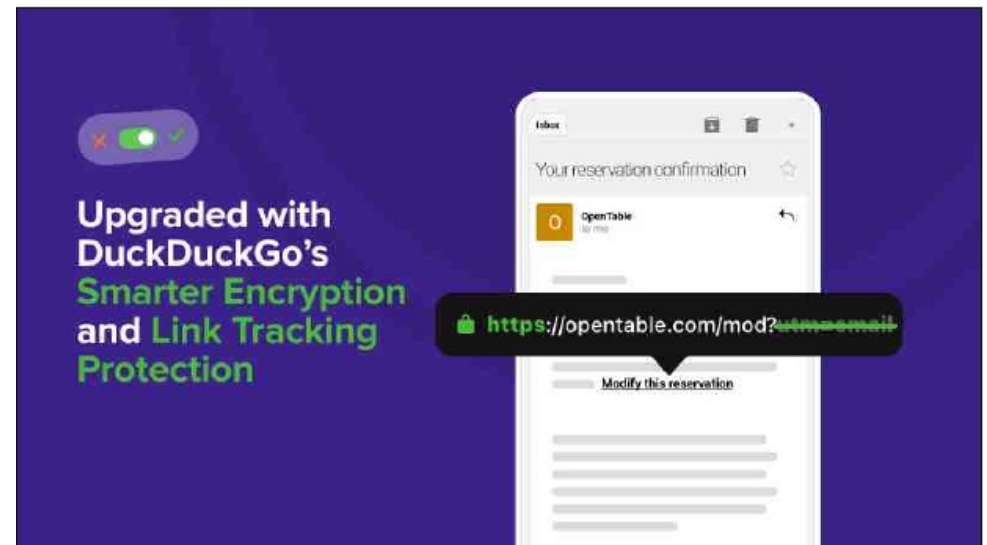 Upgraded with
DuckDuckGo's
Smarter Encryption
and Link Tracking
Protection
Inbox
Your reservation confirmation
O
OpenTable
to me
https://opentable.com/mod?utm=email
Modify this reservation